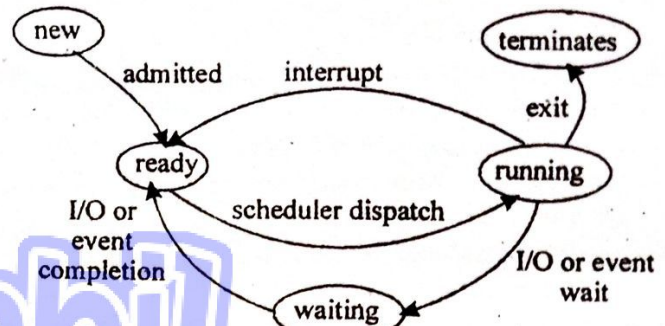 new
terminates
admitted
interrupt
exit
ready
running
I/O or
event
completion
scheduler dispatch
I/O or event
wait
waiting